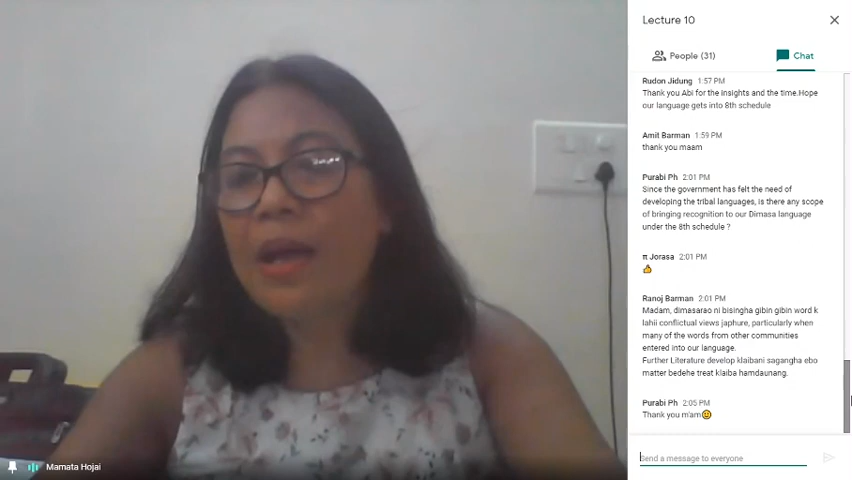 Lecture 10
People (31)
Chat
Rudon Jidung 1:57 PM
Thank you Abi for the Insights and the time.Hope
our language gets into 8th schedule
Amit Barman 1:59 PM
thank you maam
Purabi Ph 2:01 PM
Since the government has felt the need of
developing the tribal languages, is there any scope
of bringing recognition to our Dimasa language
under the 8th schedule ?
π Jorasa 2:01 PM
👍
Ranoj Barman 2:01 PM
Madam, dimasarao ni bisingha gibin gibin word k
lahii conflictual views japhure, particularly when
many of the words from other communities
entered into our language.
Further Literature develop klaibani sagangha ebo
matter bedehe treat klaiba hamdaunang.
Purabi Ph 2:05 PM
Thank you m'am🙂
Send a message to everyone
Mamata Hojai